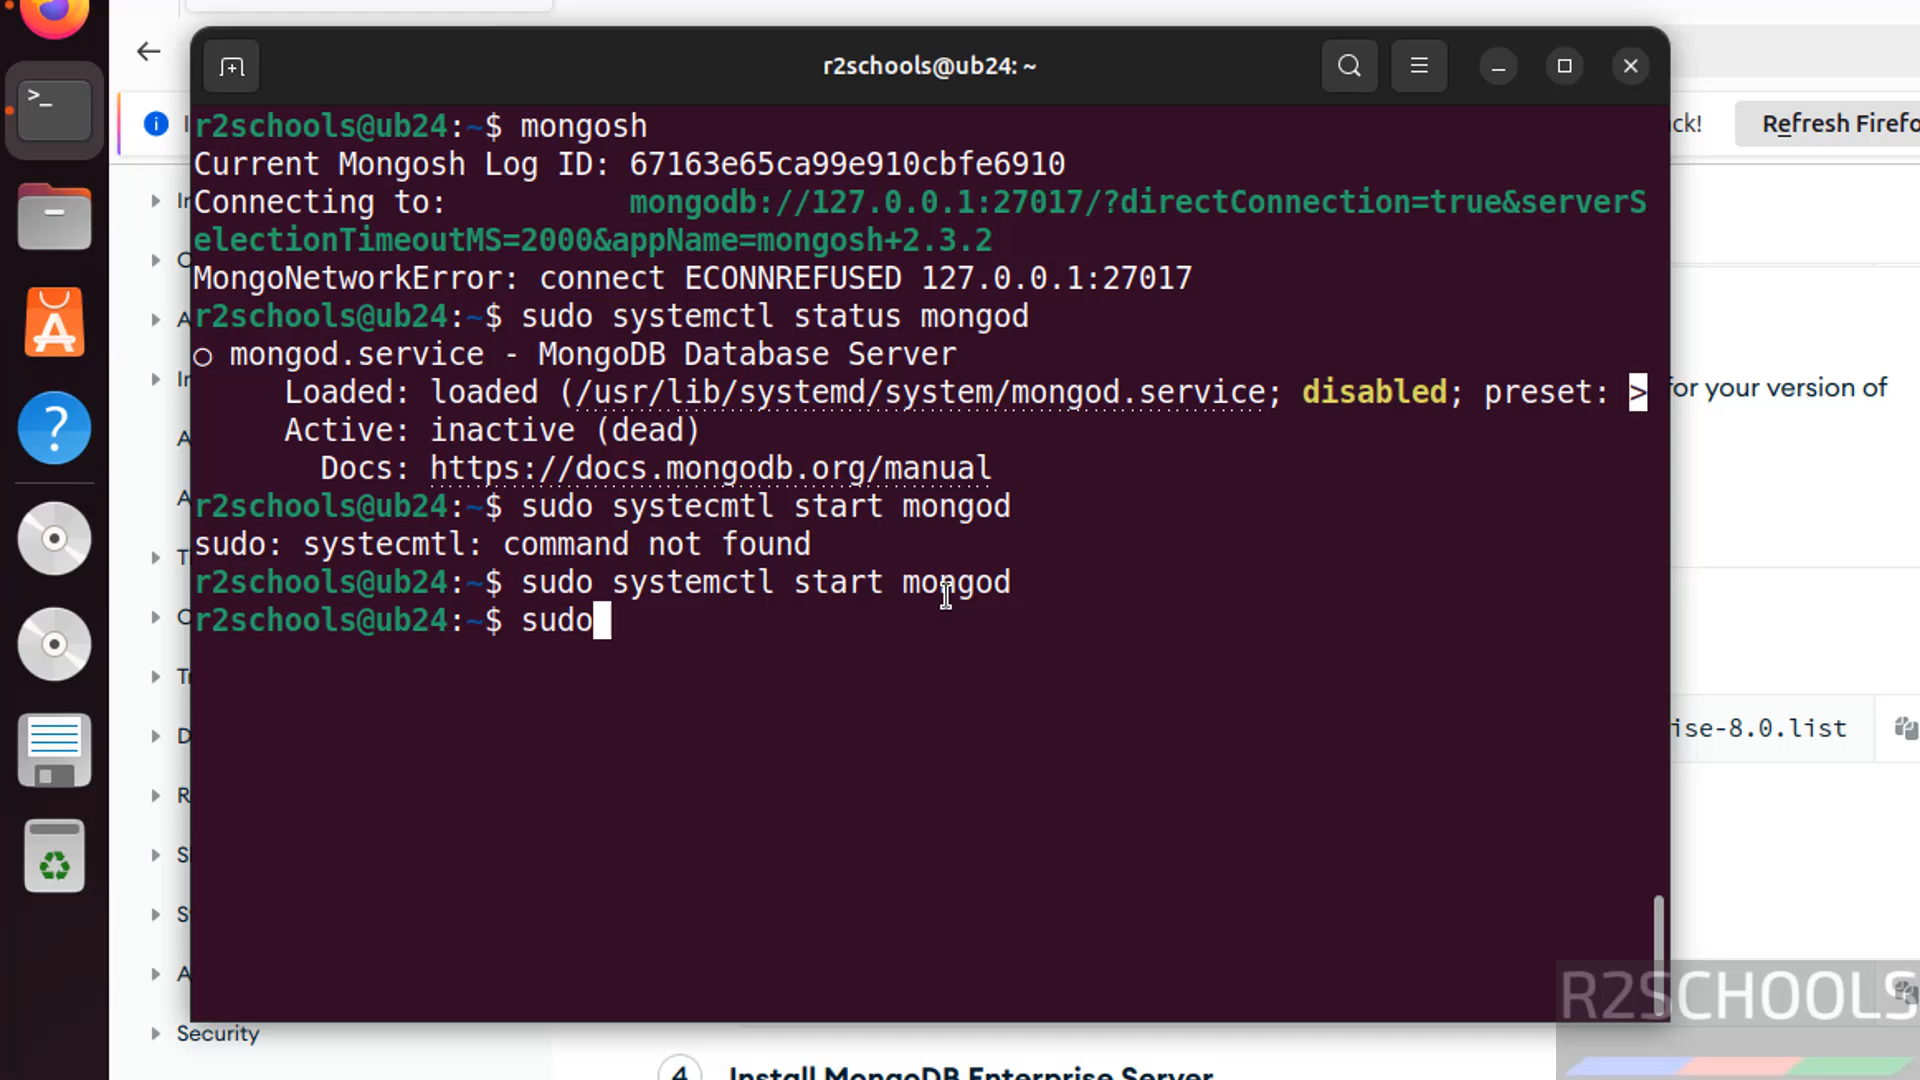 r2schools@ub24: ~
r2schools@ub24:~$ mongosh
Current Mongosh Log ID: 67163e65ca99e910cbfe6910
Connecting to:          mongodb://127.0.0.1:27017/?directConnection=true&serverS
electionTimeoutMS=2000&appName=mongosh+2.3.2
MongoNetworkError: connect ECONNREFUSED 127.0.0.1:27017
r2schools@ub24:~$ sudo systemctl status mongod
○ mongod.service - MongoDB Database Server
     Loaded: loaded (/usr/lib/systemd/system/mongod.service; disabled; preset: >
     Active: inactive (dead)
       Docs: https://docs.mongodb.org/manual
r2schools@ub24:~$ sudo systecmtl start mongod
sudo: systecmtl: command not found
r2schools@ub24:~$ sudo systemctl start mongod
r2schools@ub24:~$ sudo
ck!
Refresh Firefo
for your version of
ise-8.0.list
Security
4 Install MongoDB Enterprise Server
R2SCHOOLS